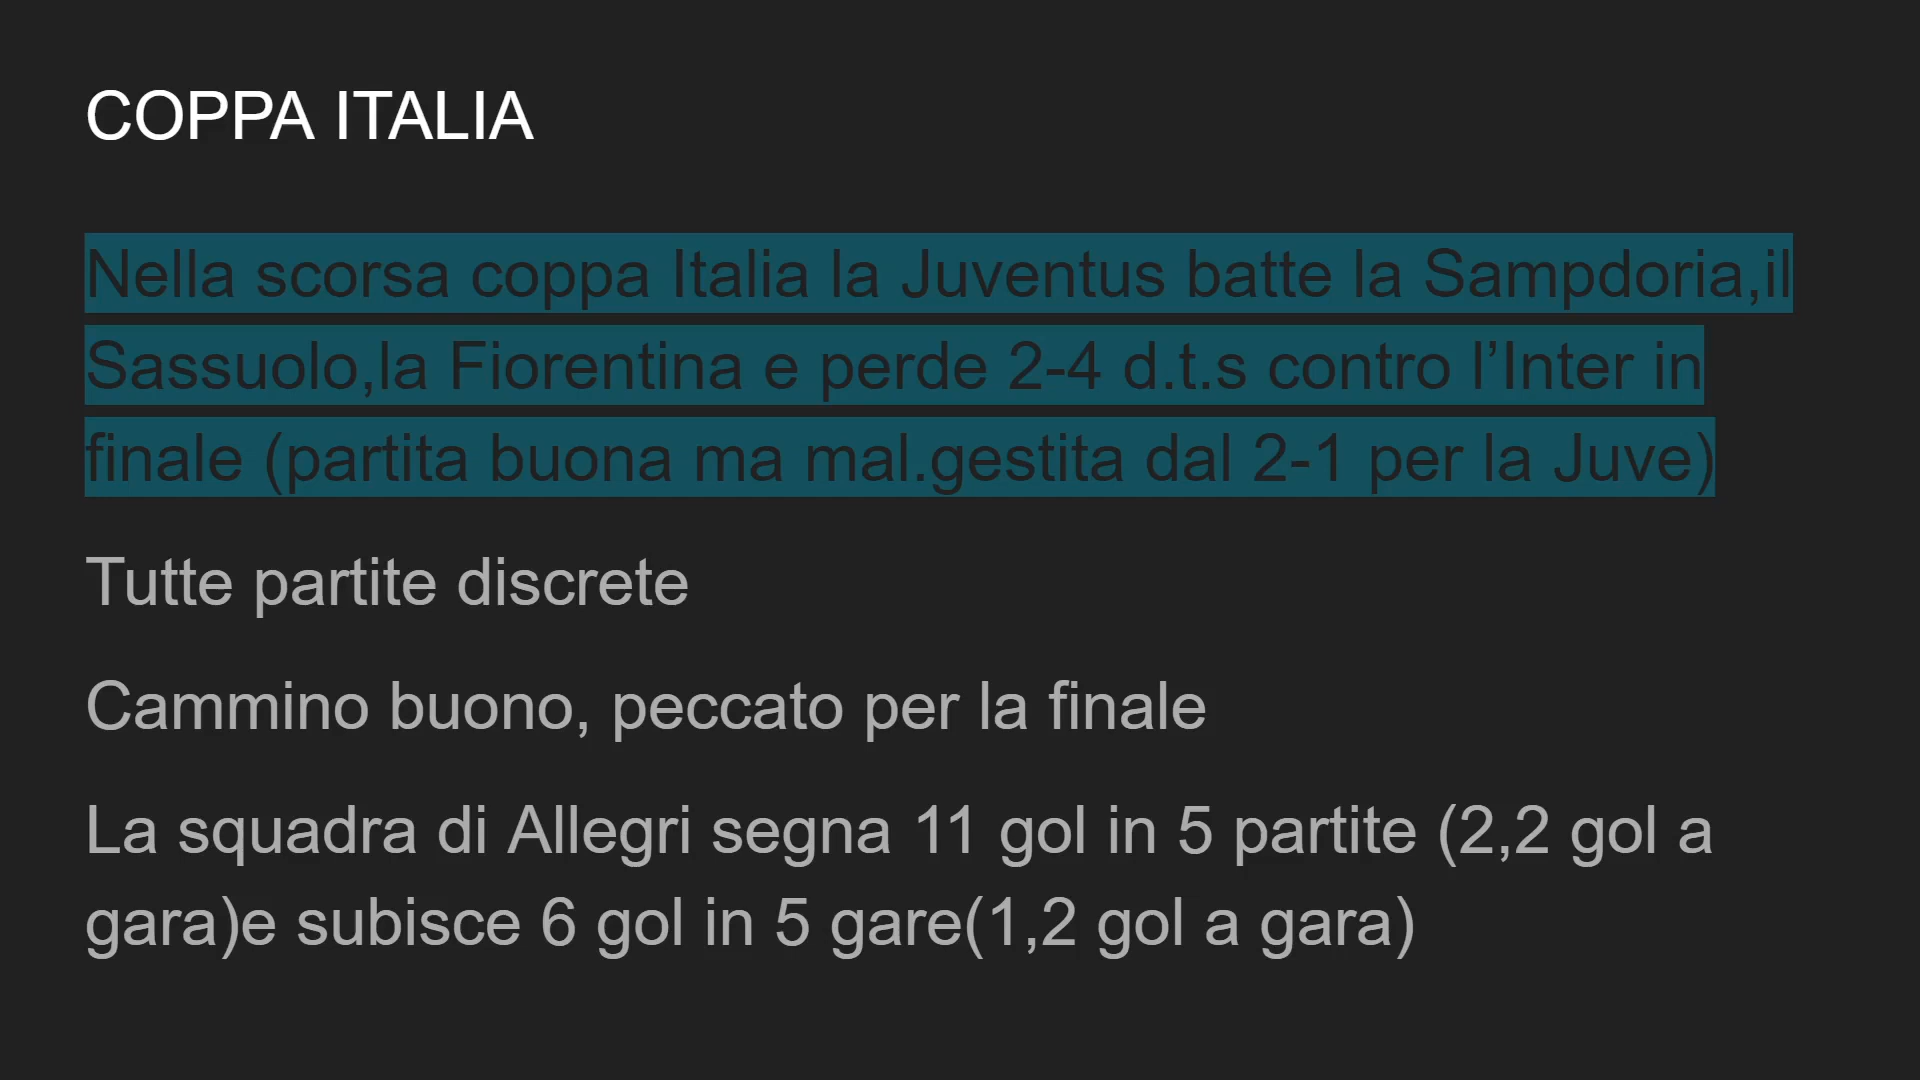 COPPA ITALIA
Nella scorsa coppa Italia la Juventus batte la Sampdoria,il
Sassuolo,la Fiorentina e perde 2-4 d.t.s contro l’Inter in
finale (partita buona ma mal.gestita dal 2-1 per la Juve)
Tutte partite discrete
Cammino buono, peccato per la finale
La squadra di Allegri segna 11 gol in 5 partite (2,2 gol a
gara)e subisce 6 gol in 5 gare(1,2 gol a gara)